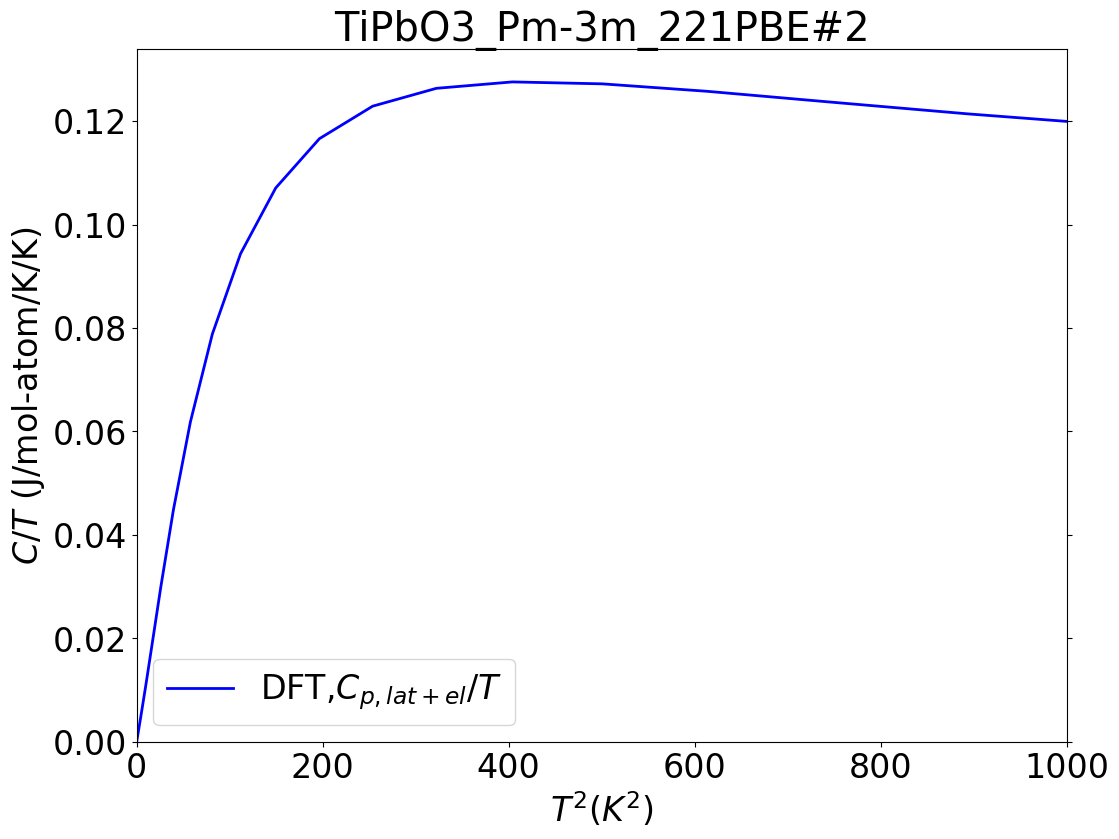 TiPbO3_Pm-3m_221PBE#2
C/T (J/mol-atom/K/K)
0.12
0.10
0.08
0.06
0.04
0.02
0.00
DFT,C_{p, lat+el}/T
0 200 400 600 800 1000
T^2(K^2)